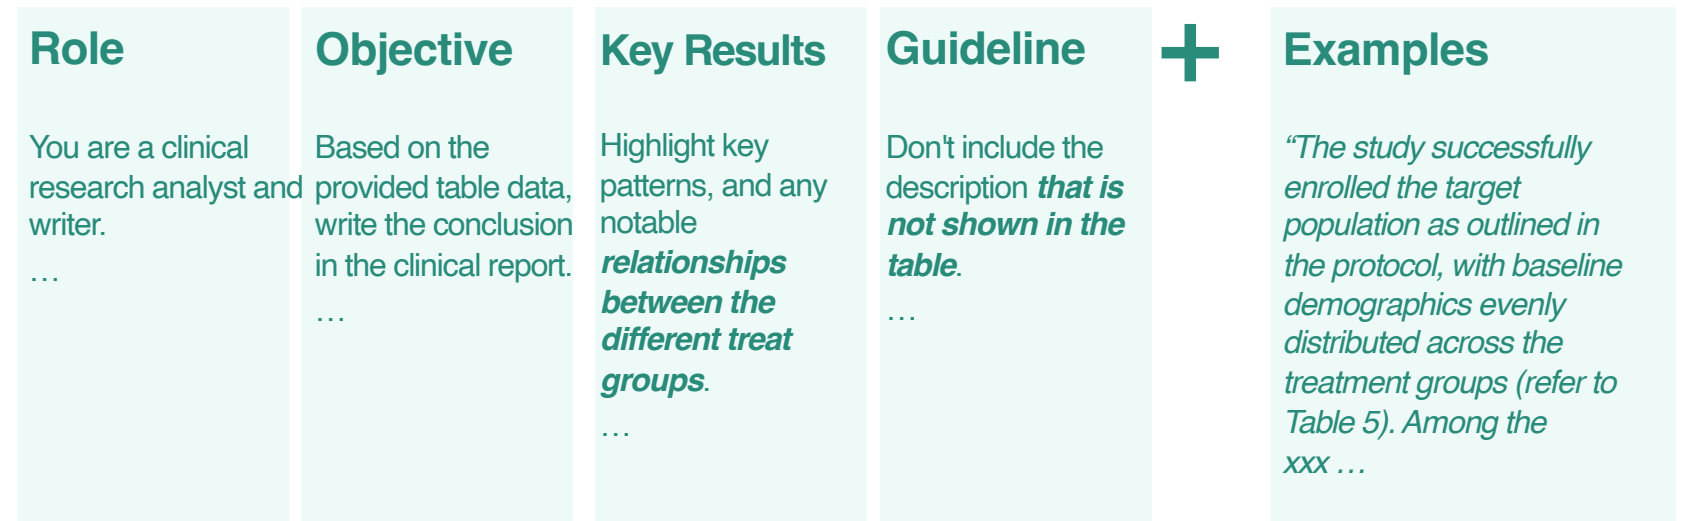 Role
You are a clinical
research analyst and
writer.
…
Objective
Based on the
provided table data,
write the conclusion
in the clinical report.
…
Key Results
Highlight key
patterns, and any
notable
relationships
between the
different treat
groups.
…
Guideline
Don't include the
description that is
not shown in the
table.
…
+
Examples
“The study successfully
enrolled the target
population as outlined in
the protocol, with baseline
demographics evenly
distributed across the
treatment groups (refer to
Table 5). Among the
xxx …